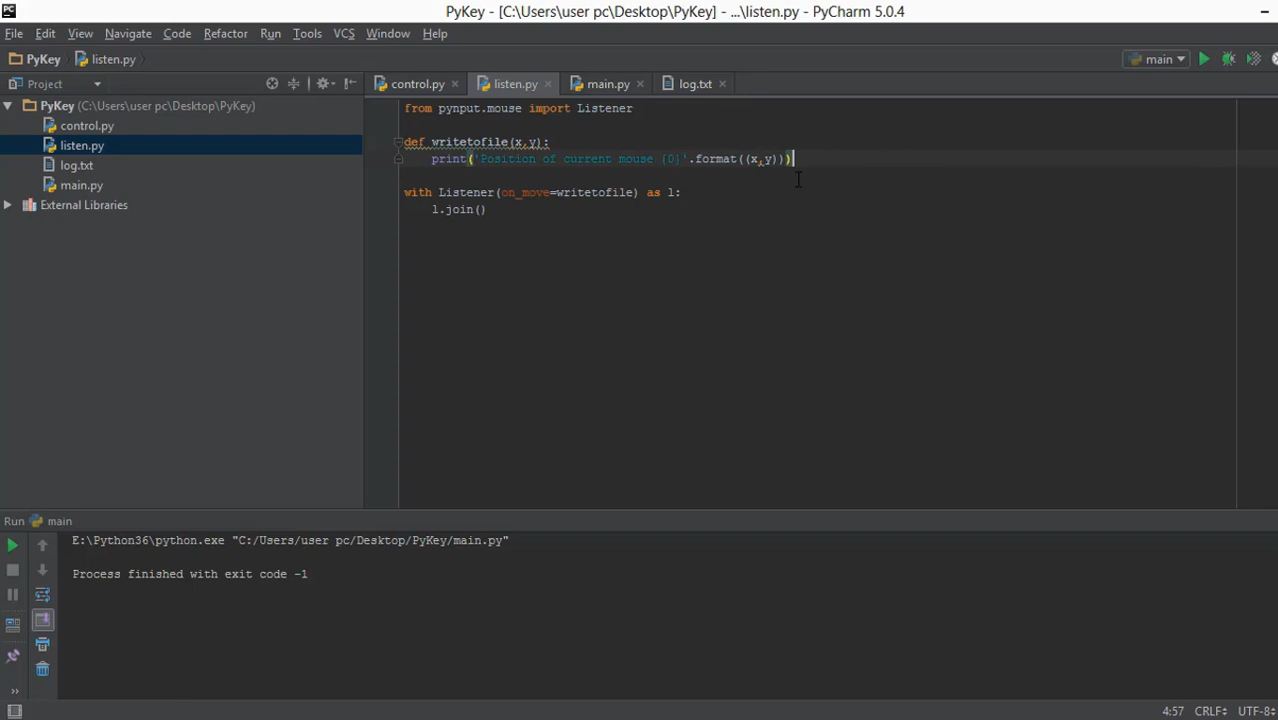 PyKey - [C:\Users\user pc\Desktop\PyKey] - ...\listen.py - PyCharm 5.0.4
File Edit View Navigate Code Refactor Run Tools VCS Window Help
PyKey listen.py main
Project control.py listen.py main.py log.txt
PyKey (C:\Users\user pc\Desktop\PyKey)
control.py
listen.py
log.txt
main.py
External Libraries
from pynput.mouse import Listener
def writetofile(x,y):
print('Position of current mouse {0}'.format((x,y)))
with Listener(on_move=writetofile) as l:
l.join()
Run main
E:\Python36\python.exe "C:/Users/user pc/Desktop/PyKey/main.py"
Process finished with exit code -1
4:57 CRLF UTF-8